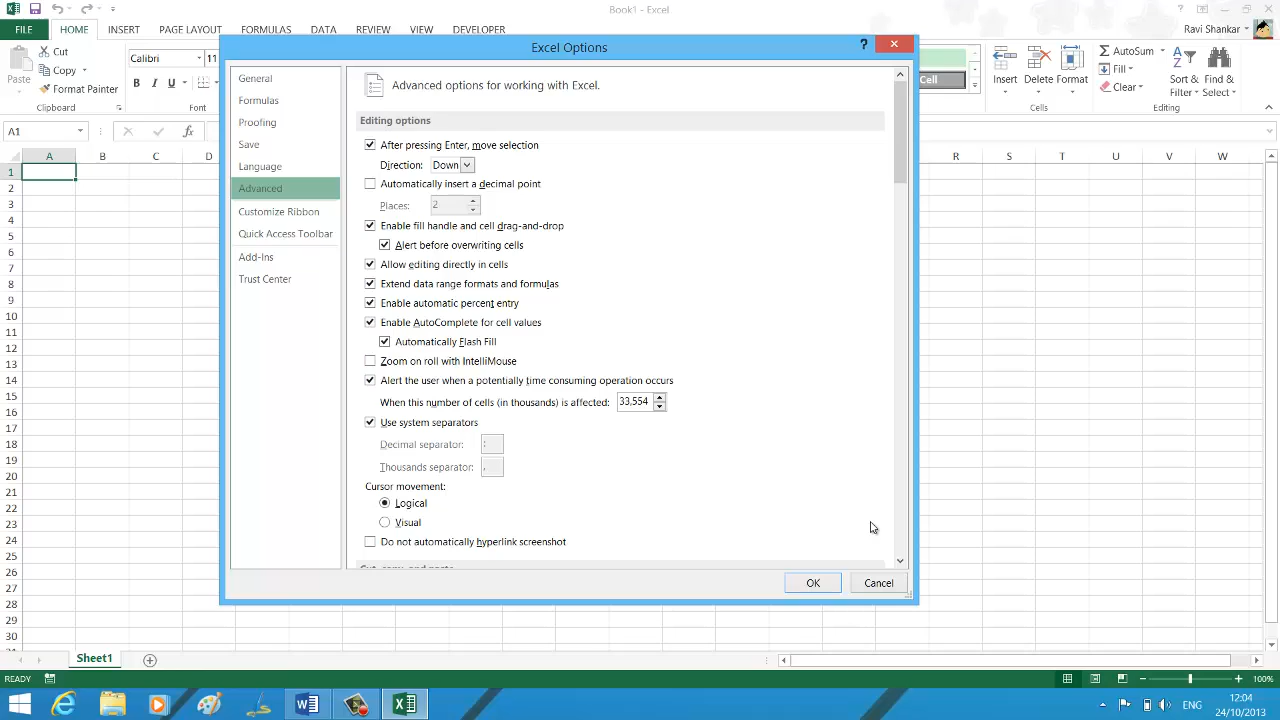 Book1 - Excel
FILE HOME INSERT PAGE LAYOUT FORMULAS DATA REVIEW VIEW DEVELOPER Ravi Shankar
Paste
Cut
Copy
Format Painter
Clipboard
Calibri 11
B I U
Font
Cell
Insert Delete Format
Cells
AutoSum
Fill
Clear
Sort & Filter
Find & Select
Editing
A1
fx
A B C D R S T U V W
1
2
3
4
5
6
7
8
9
10
11
12
13
14
15
16
17
18
19
20
21
22
23
24
25
26
27
28
29
30
Excel Options
?
General
Formulas
Proofing
Save
Language
Advanced
Customize Ribbon
Quick Access Toolbar
Add-Ins
Trust Center
Advanced options for working with Excel.
Editing options
After pressing Enter, move selection
Direction: Down
Automatically insert a decimal point
Places: 2
Enable fill handle and cell drag-and-drop
Alert before overwriting cells
Allow editing directly in cells
Extend data range formats and formulas
Enable automatic percent entry
Enable AutoComplete for cell values
Automatically Flash Fill
Zoom on roll with IntelliMouse
Alert the user when a potentially time consuming operation occurs
When this number of cells (in thousands) is affected: 33,554
Use system separators
Decimal separator:
Thousands separator: ,
Cursor movement:
Logical
Visual
Do not automatically hyperlink screenshot
Cut, copy, and paste
OK Cancel
Sheet1
READY 100%
ENG
12:04
24/10/2013